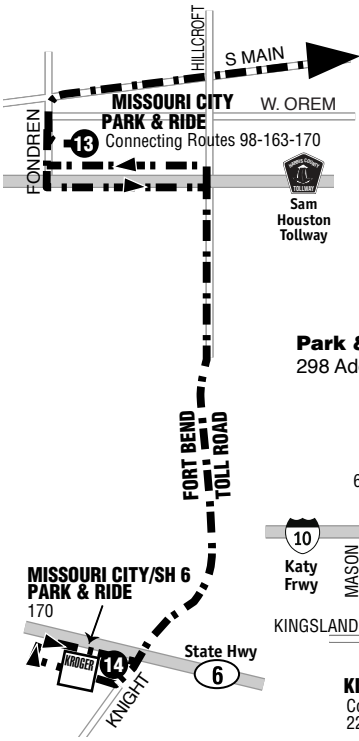 HILLCROFT
S MAIN
MISSOURI CITY
PARK & RIDE
W. OREM
13
Connecting Routes 98-163-170
FONDREN
HARRIS COUNTY
TOLLWAY
Sam
Houston
Tollway
Park &
298 Ad
FORT BEND
TOLL ROAD
6
10
Katy
Frwy
MASON
KINGSLAND
MISSOURI CITY/SH 6
PARK & RIDE
170
KROGER
14
State Hwy
6
KNIGHT
KI
Co
22